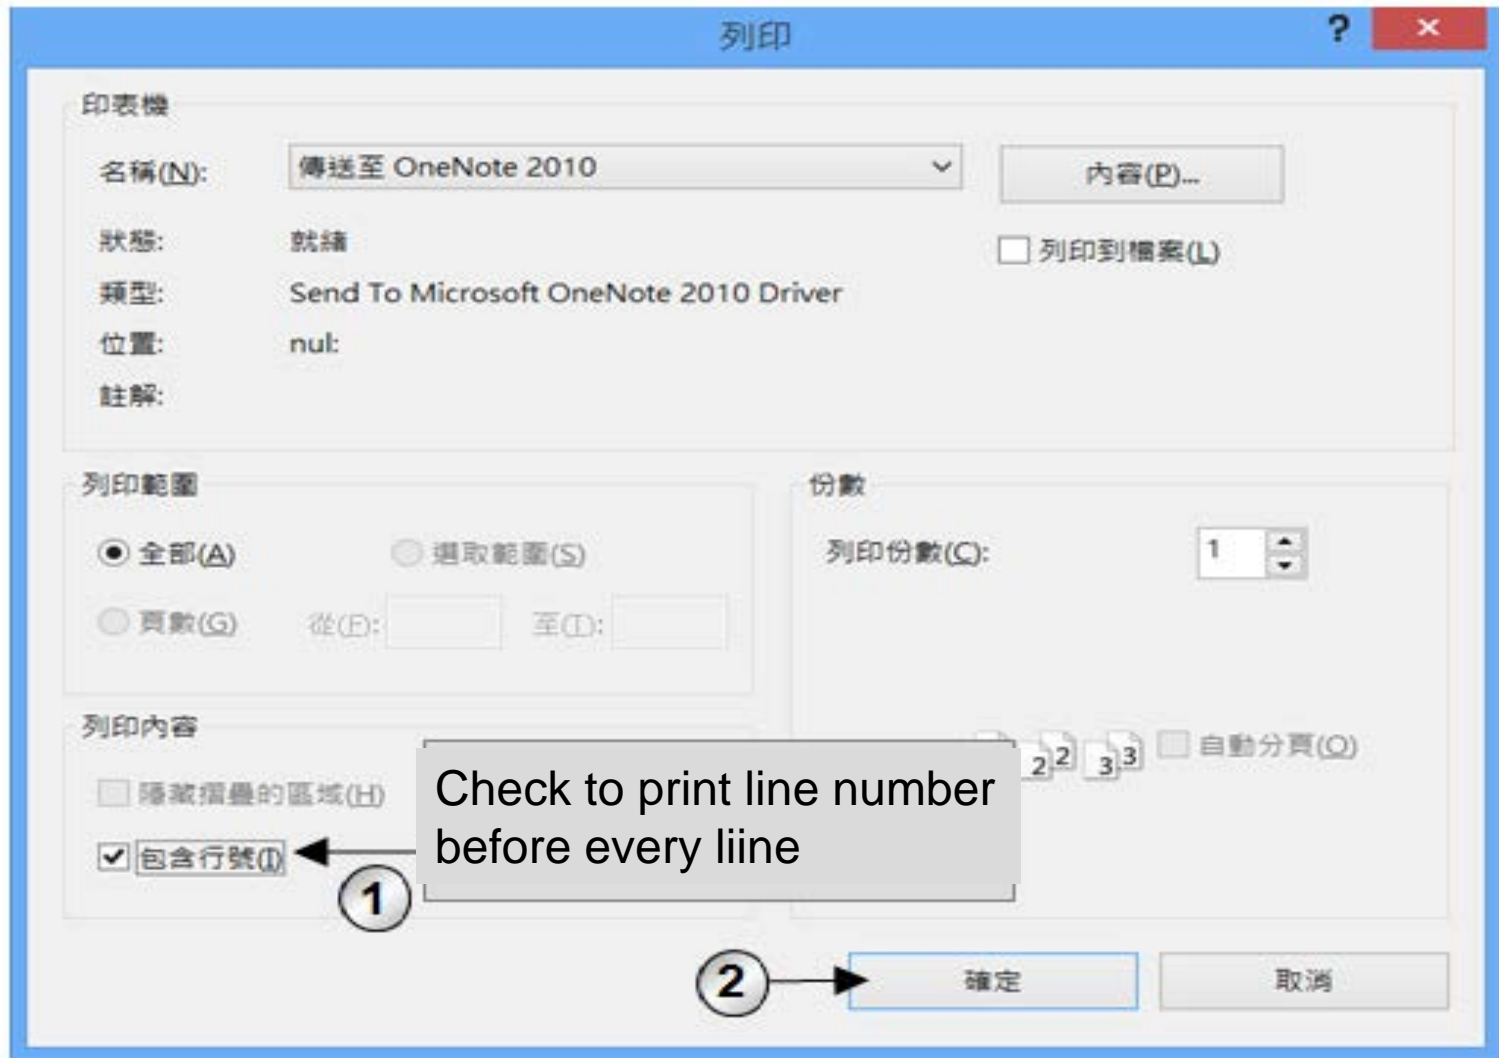 列印
?
印表機
名稱(N): 傳送至 OneNote 2010 內容(P)...
狀態: 就緒 列印到檔案(L)
類型: Send To Microsoft OneNote 2010 Driver
位置: nul:
註解:
列印範圍
全部(A) 選取範圍(S)
頁數(G) 從(F): 至(T):
份數
列印份數(C): 1
列印內容
隱藏摺疊的區域(H)
包含行號(I)
Check to print line number
before every liine
1
2 2 3 3 自動分頁(O)
2
確定 取消